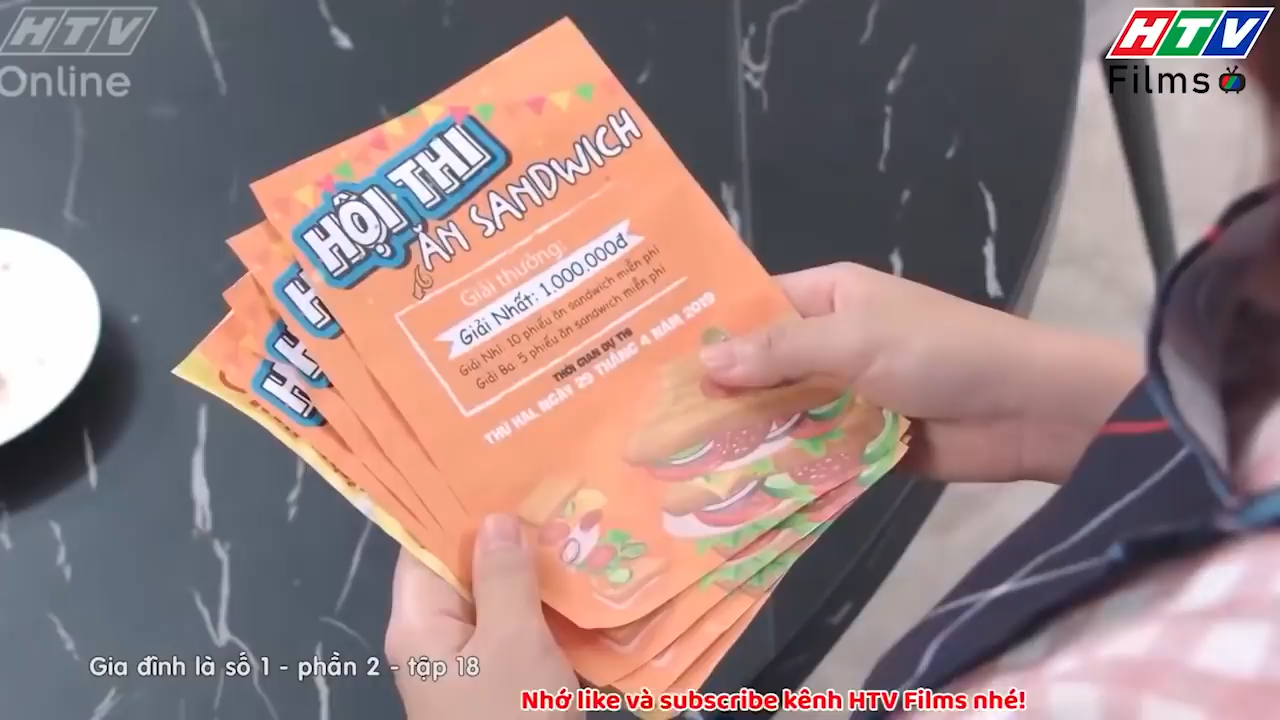 HTV
Online
HTV
Films
HỘI THI
ĂN SANDWICH
Giải thưởng:
Giải Nhất: 1.000.000đ
Giải Nhì: 10 phiếu ăn sandwich miễn phí
Giải Ba: 5 phiếu ăn sandwich miễn phí
THỜI GIAN DỰ THI
THỨ HAI, NGÀY 29 THÁNG 4 NĂM 2019
Gia đình là số 1 - phần 2 - tập 18
Nhớ like và subscribe kênh HTV Films nhé!